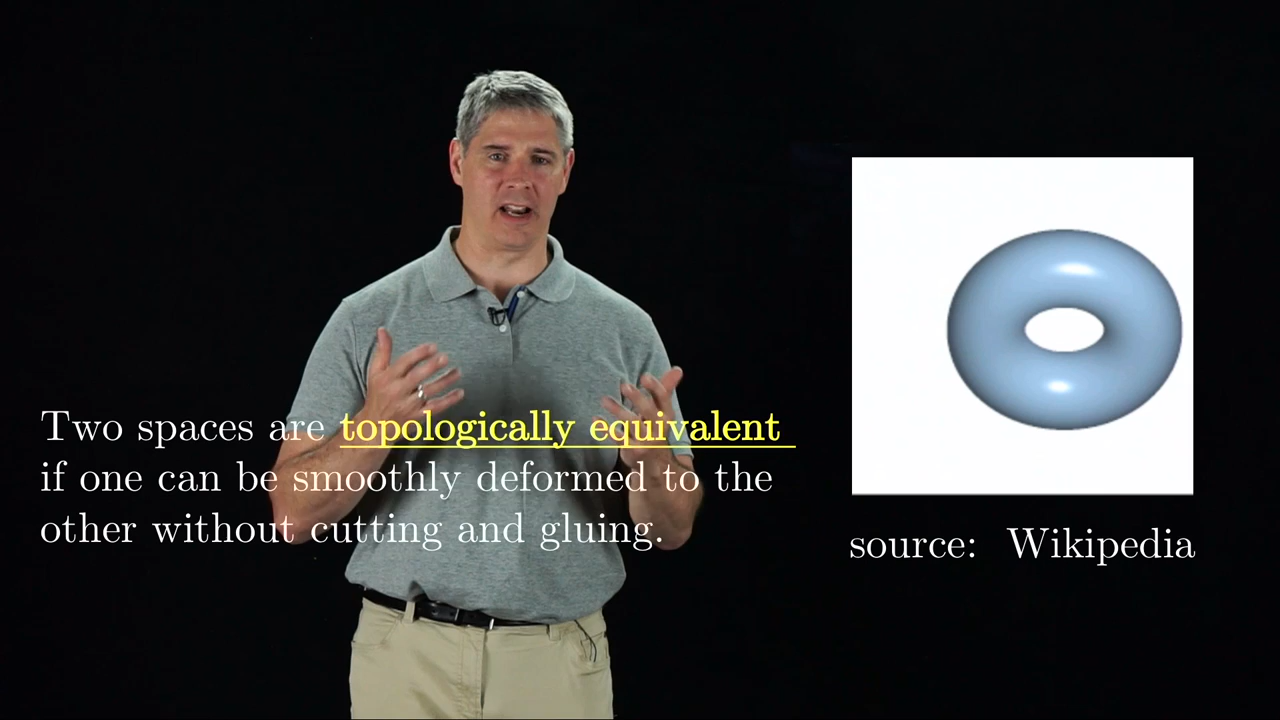 Two spaces are topologically equivalent
if one can be smoothly deformed to the
other without cutting and gluing.
source: Wikipedia